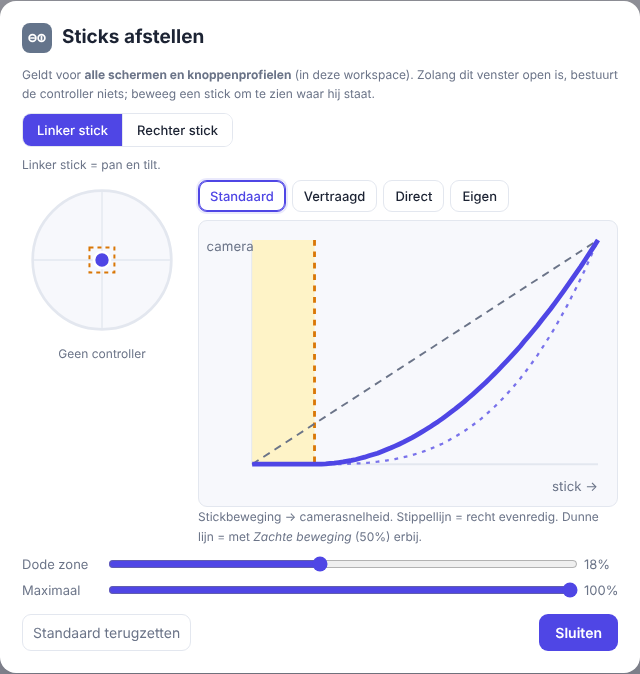 Sticks afstellen
Geldt voor alle schermen en knoppenprofielen (in deze workspace). Zolang dit venster open is, bestuurt
de controller niets; beweeg een stick om te zien waar hij staat.
Linker stick Rechter stick
Linker stick = pan en tilt.
Standaard Vertraagd Direct Eigen
camera
Geen controller
stick →
Stickbeweging → camerasnelheid. Stippellijn = recht evenredig. Dunne
lijn = met Zachte beweging (50%) erbij.
Dode zone 18%
Maximaal 100%
Standaard terugzetten Sluiten